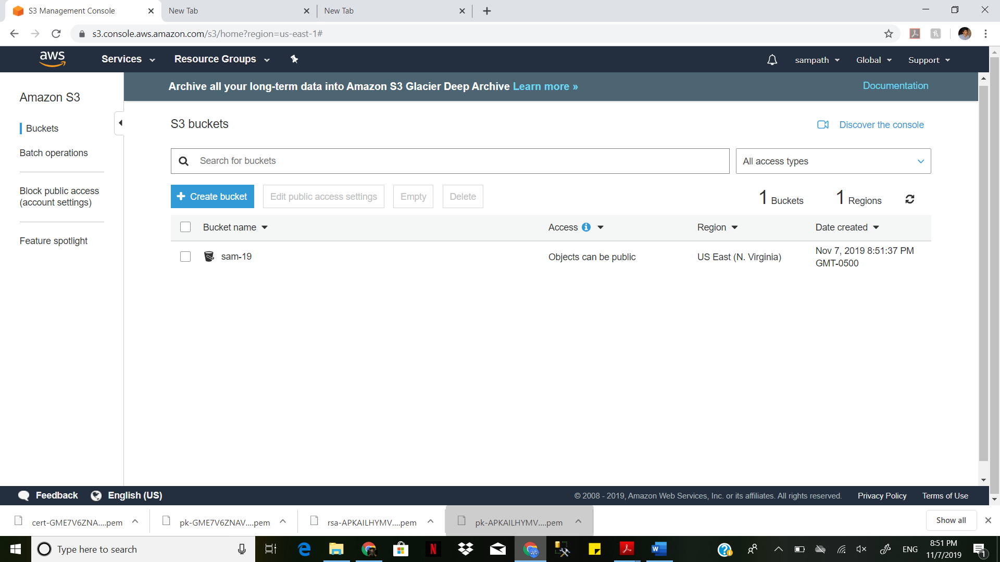 S3 Management Console
New Tab
New Tab
s3.console.aws.amazon.com/s3/home?region=us-east-1#
aws
Services
Resource Groups
sampath
Global
Support
Archive all your long-term data into Amazon S3 Glacier Deep Archive Learn more »
Documentation
Amazon S3
Buckets
Batch operations
Block public access
(account settings)
Feature spotlight
S3 buckets
Discover the console
Search for buckets
All access types
+ Create bucket
Edit public access settings
Empty
Delete
1 Buckets
1 Regions
Bucket name
Access
Region
Date created
sam-19
Objects can be public
US East (N. Virginia)
Nov 7, 2019 8:51:37 PM
GMT-0500
Feedback
English (US)
© 2008 - 2019, Amazon Web Services, Inc. or its affiliates. All rights reserved.
Privacy Policy
Terms of Use
cert-GME7V6ZNA....pem
pk-GME7V6ZNAV....pem
rsa-APKAILHYMV....pem
pk-APKAILHYMV....pem
Show all
Type here to search
ENG
8:51 PM
11/7/2019
1